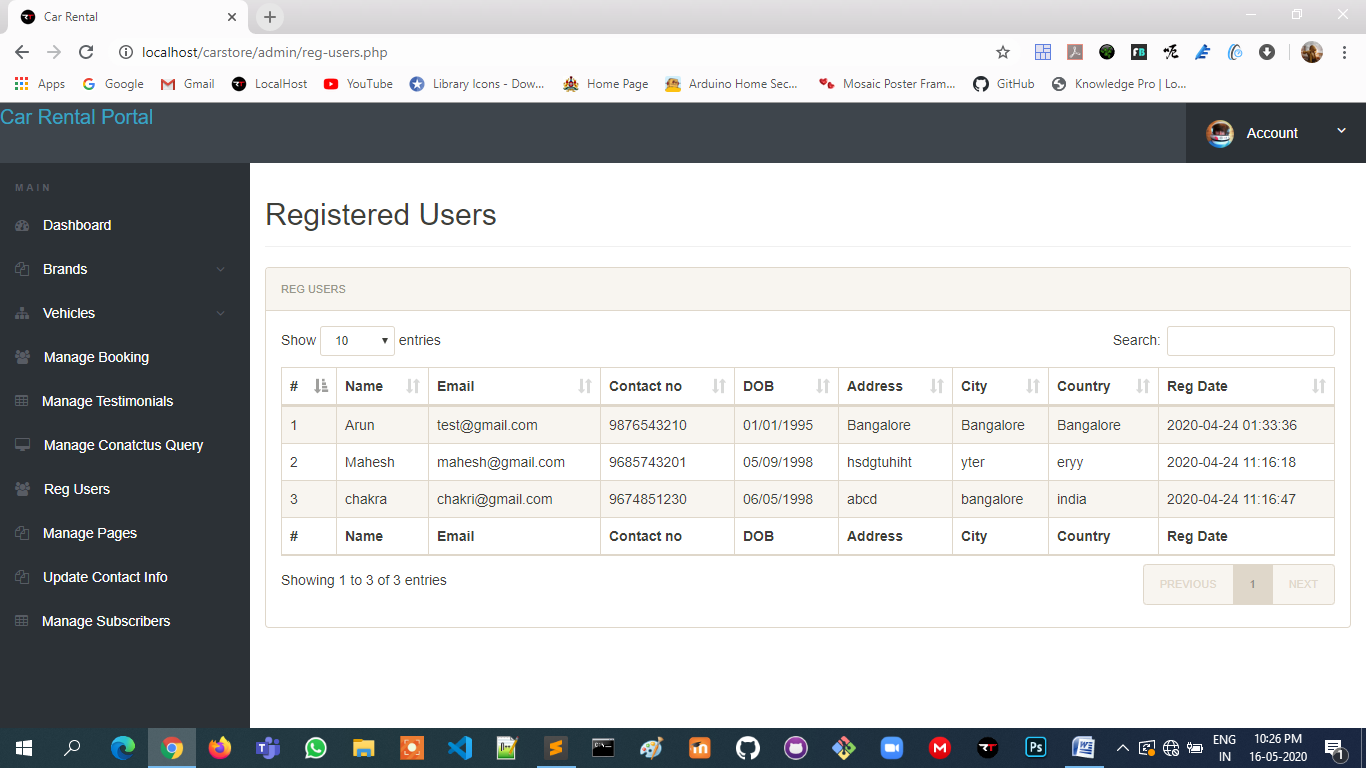 Car Rental
localhost/carstore/admin/reg-users.php
Apps Google Gmail LocalHost YouTube Library Icons - Dow... Home Page Arduino Home Sec... Mosaic Poster Fram... GitHub Knowledge Pro | Lo...
Car Rental Portal
Account
MAIN
Dashboard
Brands
Vehicles
Manage Booking
Manage Testimonials
Manage Conatctus Query
Reg Users
Manage Pages
Update Contact Info
Manage Subscribers
Registered Users
REG USERS
Show 10 entries Search:
# Name Email Contact no DOB Address City Country Reg Date
1 Arun test@gmail.com 9876543210 01/01/1995 Bangalore Bangalore Bangalore 2020-04-24 01:33:36
2 Mahesh mahesh@gmail.com 9685743201 05/09/1998 hsdgtuhiht yter eryy 2020-04-24 11:16:18
3 chakra chakri@gmail.com 9674851230 06/05/1998 abcd bangalore india 2020-04-24 11:16:47
# Name Email Contact no DOB Address City Country Reg Date
Showing 1 to 3 of 3 entries
PREVIOUS 1 NEXT
ENG
IN
10:26 PM
16-05-2020
1